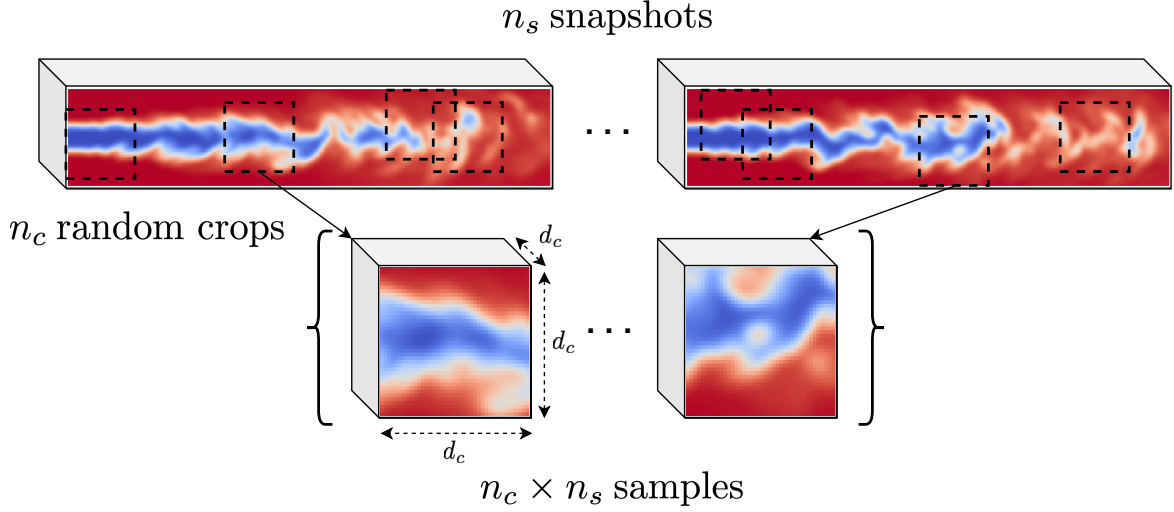 n_s snapshots
. . .
n_c random crops
d_c
d_c
. . .
d_c
n_c × n_s samples